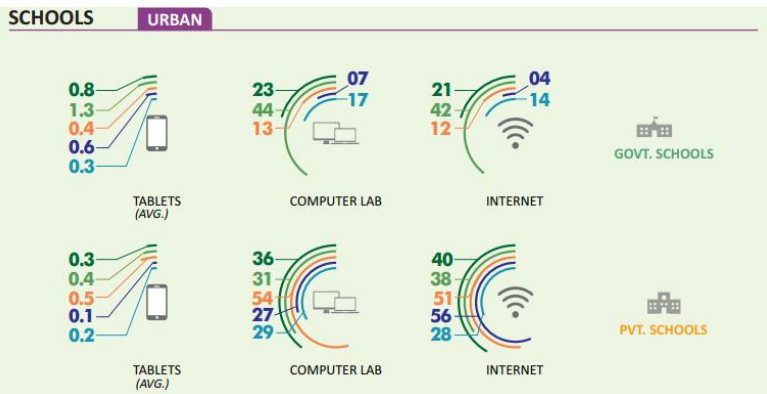 SCHOOLS URBAN
0.8
1.3
0.4
0.6
0.3
TABLETS
(AVG.)
23
44
13
07
17
COMPUTER LAB
21
42
12
04
14
INTERNET
GOVT. SCHOOLS
0.3
0.4
0.5
0.1
0.2
TABLETS
(AVG.)
36
31
54
27
29
COMPUTER LAB
40
38
51
56
28
INTERNET
PVT. SCHOOLS